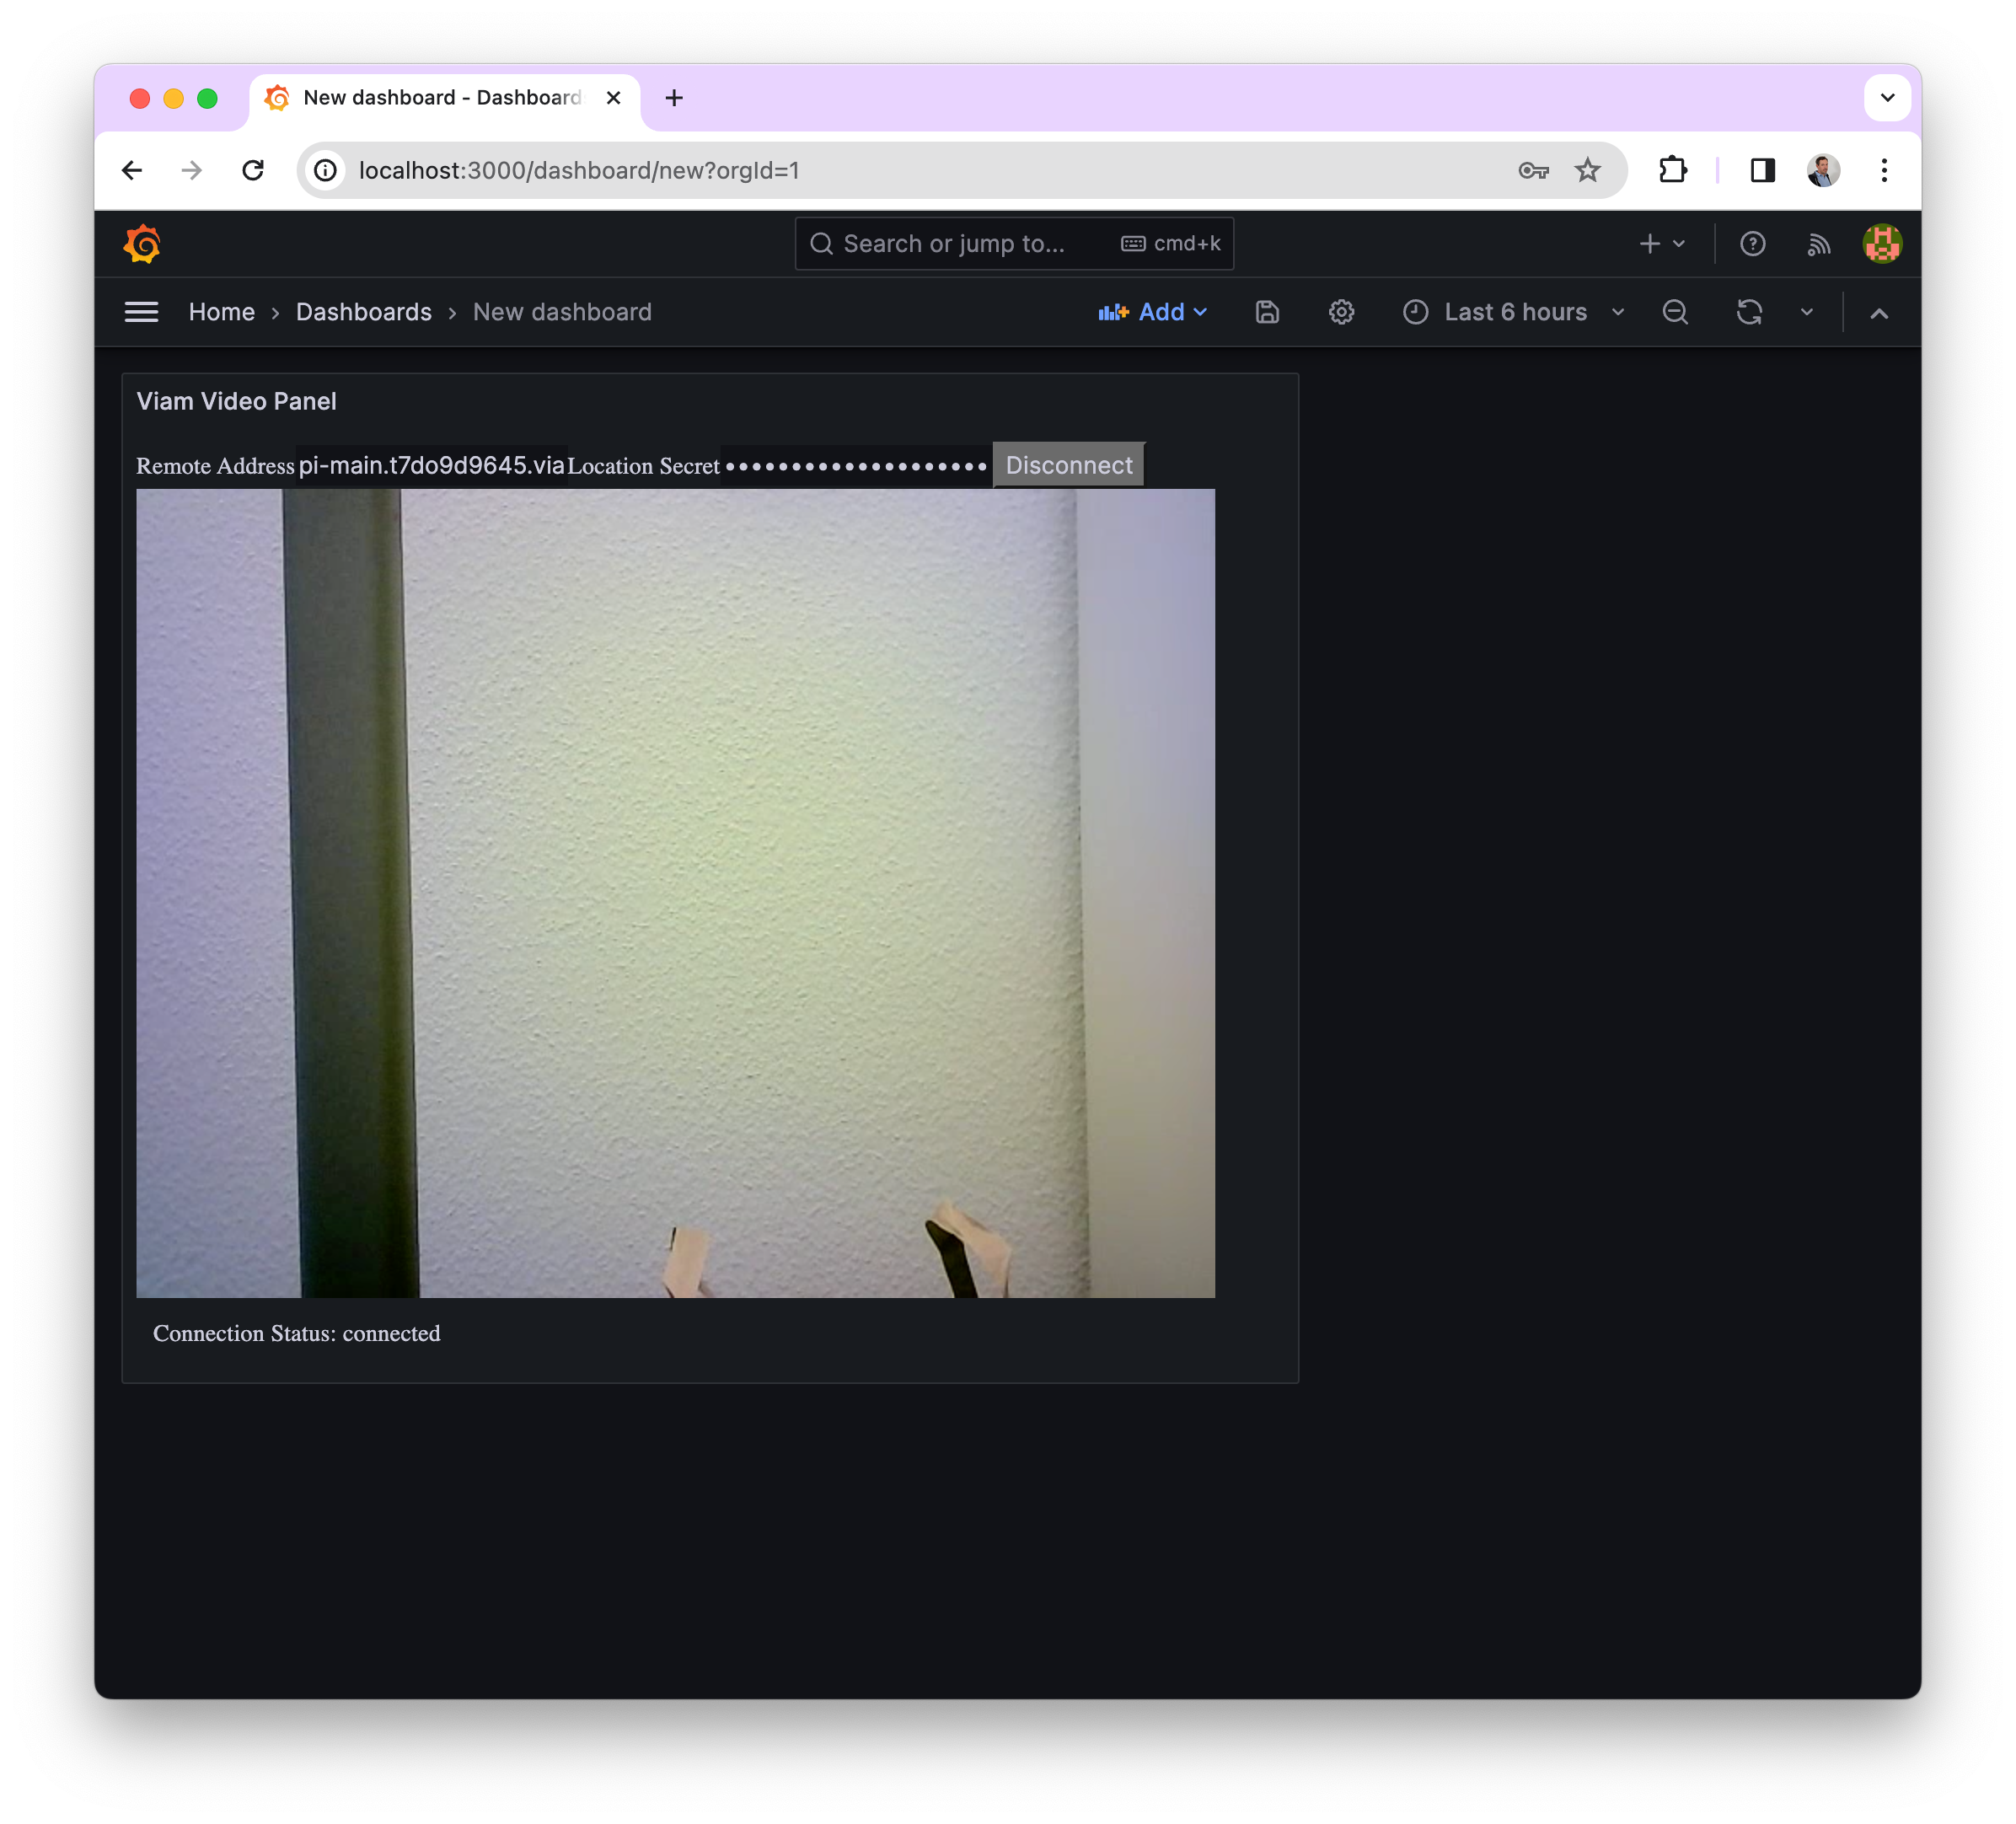 New dashboard - Dashboard
localhost:3000/dashboard/new?orgId=1
Search or jump to... cmd+k
Home › Dashboards › New dashboard Add Last 6 hours
Viam Video Panel
Remote Address pi-main.t7do9d9645.via Location Secret •••••••••••••••••••• Disconnect
Connection Status: connected